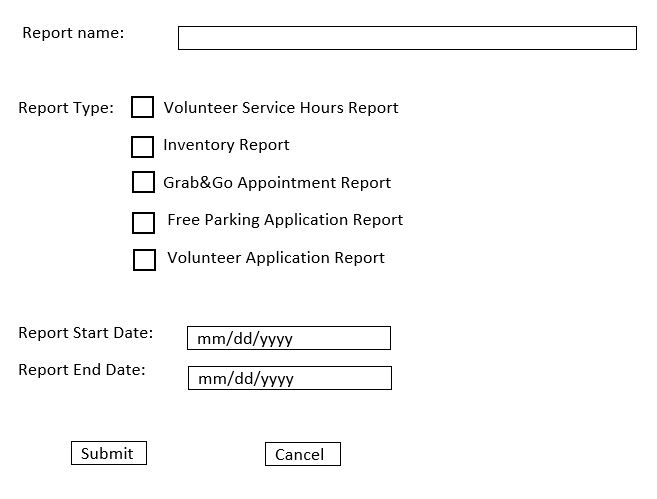 Report name:
Report Type: Volunteer Service Hours Report
Inventory Report
Grab&Go Appointment Report
Free Parking Application Report
Volunteer Application Report
Report Start Date: mm/dd/yyyy
Report End Date: mm/dd/yyyy
Submit Cancel